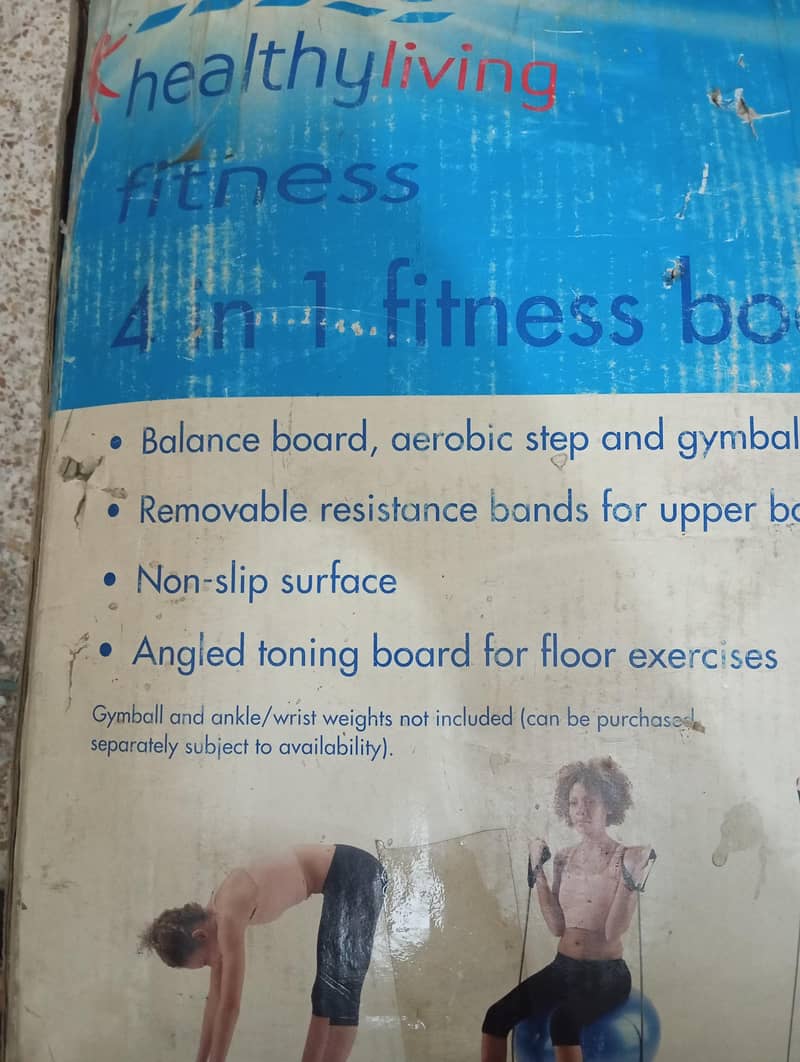 healthyliving
fitness
4 in 1 fitness bo
• Balance board, aerobic step and gymbal
• Removable resistance bands for upper bo
• Non-slip surface
• Angled toning board for floor exercises
Gymball and ankle/wrist weights not included (can be purchased
separately subject to availability).